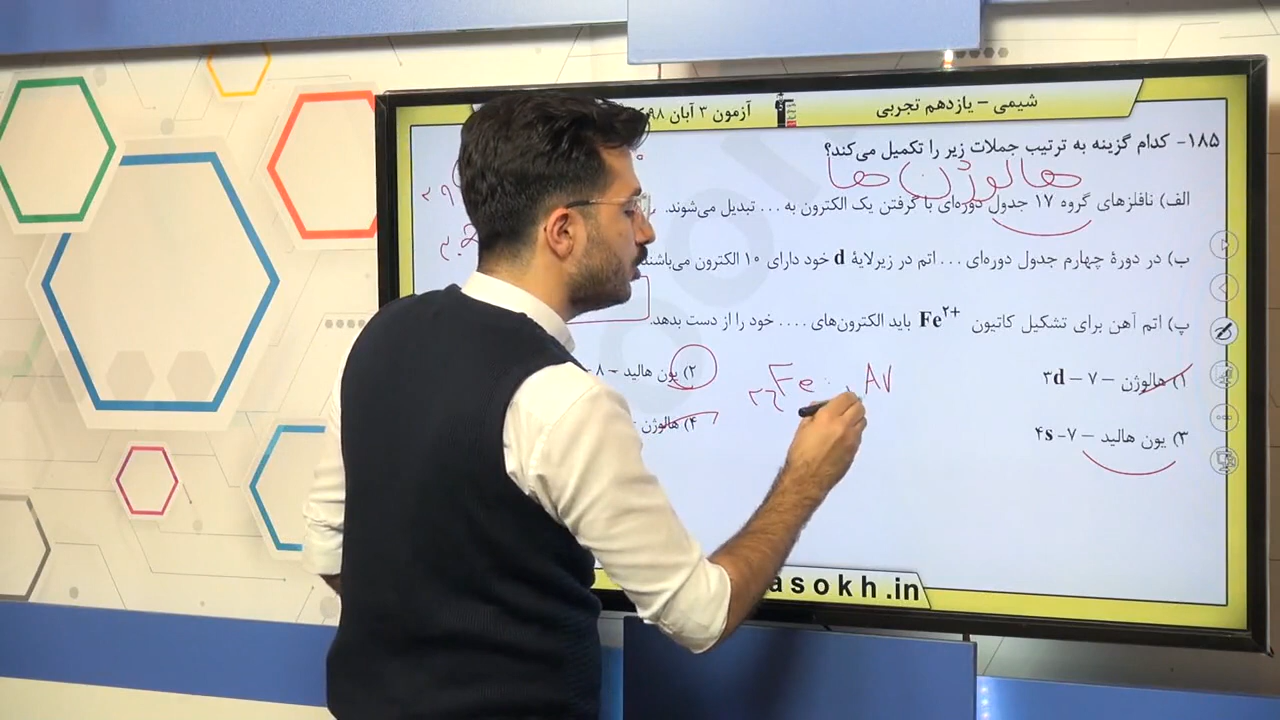 شیمی - یازدهم تجربی
آزمون ۳ آبان ۹۸
۱۸۵- کدام گزینه به ترتیب جملات زیر را تکمیل می‌کند؟
هالوژن ها
الف) نافلزهای گروه ۱۷ جدول دوره‌ای با گرفتن یک الکترون به ... تبدیل می‌شوند.
ب) در دورهٔ چهارم جدول دوره‌ای ... اتم در زیرلایهٔ d خود دارای ۱۰ الکترون می‌باشند
پ) اتم آهن برای تشکیل کاتیون Fe²⁺ باید الکترون‌های .... خود را از دست بدهد.
۱) هالوژن - ۷ - ۳d
۲) یون هالید - ۸
۲۶Fe
۳) یون هالید - ۷- ۴s
۴) هالوژن -
asokh.in